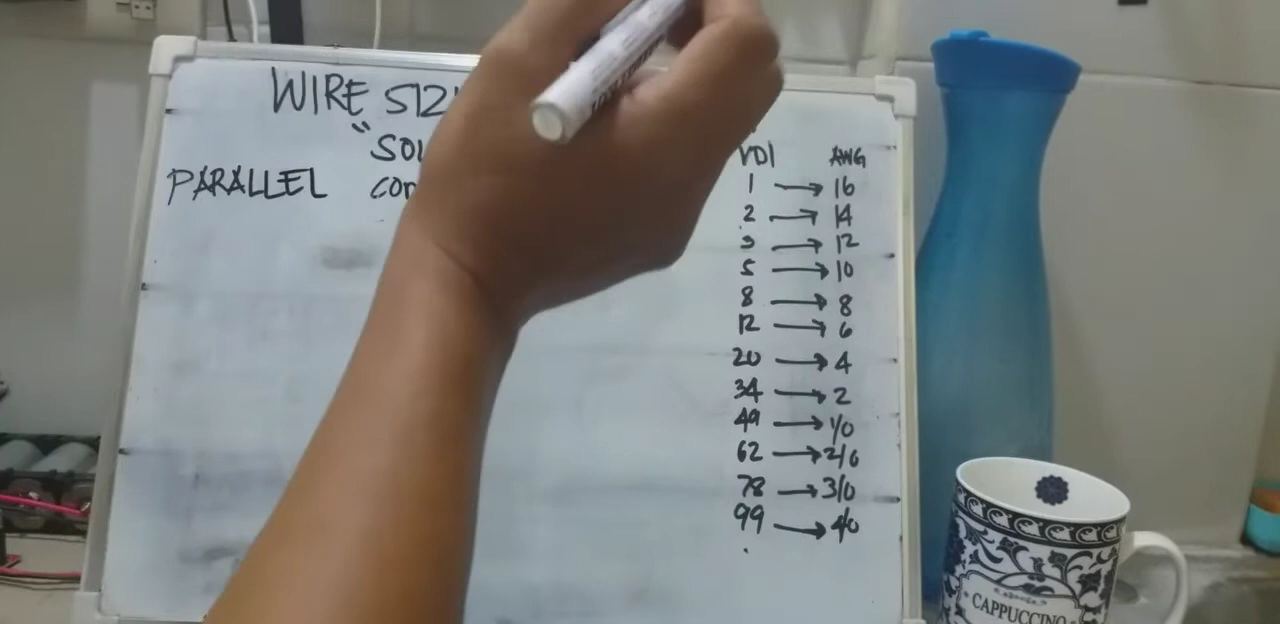 WIRE SIZ
"SOL
PARALLEL CON
VDI AWG
1 → 16
2 → 14
3 → 12
5 → 10
8 → 8
12 → 6
20 → 4
34 → 2
49 → 1/0
62 → 2/0
78 → 3/0
99 → 4/0
CAPPUCCINO